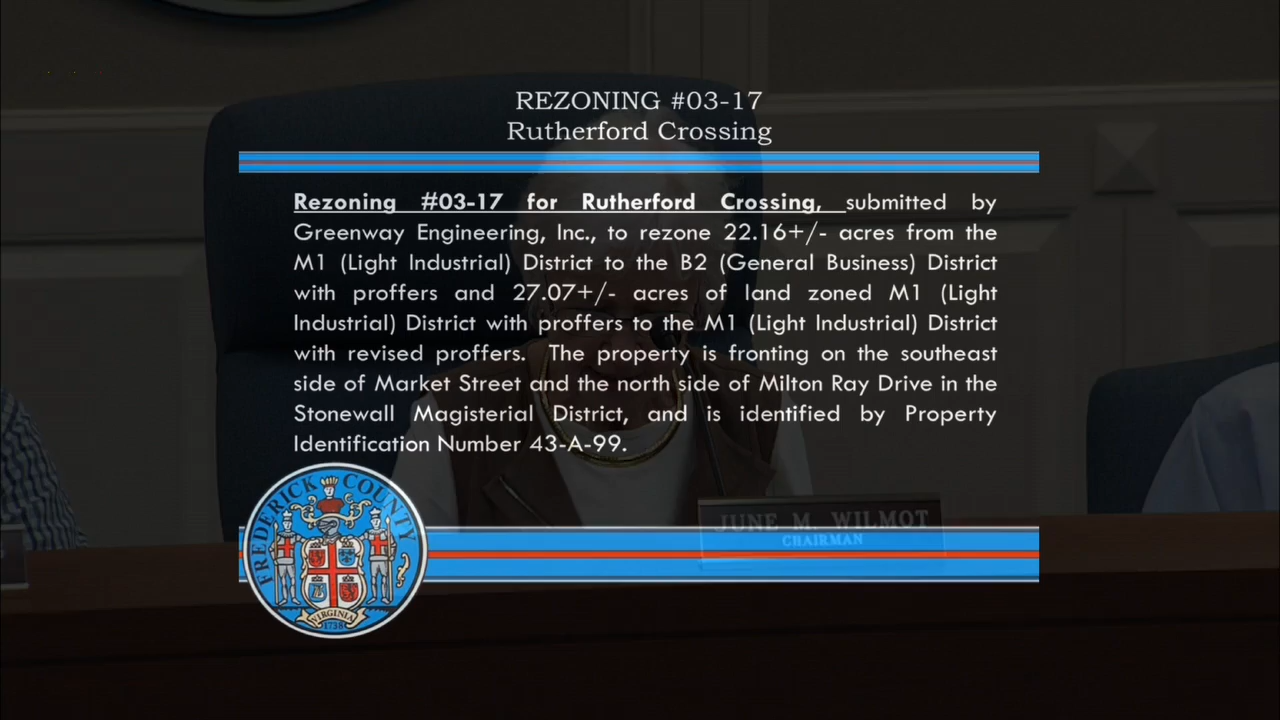 REZONING #03-17
Rutherford Crossing
Rezoning #03-17 for Rutherford Crossing, submitted by
Greenway Engineering, Inc., to rezone 22.16+/- acres from the
M1 (Light Industrial) District to the B2 (General Business) District
with proffers and 27.07+/- acres of land zoned M1 (Light
Industrial) District with proffers to the M1 (Light Industrial) District
with revised proffers. The property is fronting on the southeast
side of Market Street and the north side of Milton Ray Drive in the
Stonewall Magisterial District, and is identified by Property
Identification Number 43-A-99.
JUNE M. WILMOT
CHAIRMAN
FREDERICK COUNTY
VIRGINIA
1738